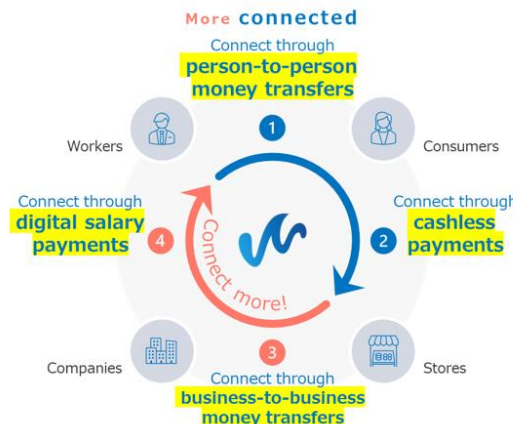 More connected
Connect through
person-to-person
money transfers
1
Workers
Consumers
Connect through
digital salary
payments
4
Connect more!
2
Connect through
cashless
payments
3
Companies
Stores
Connect through
business-to-business
money transfers